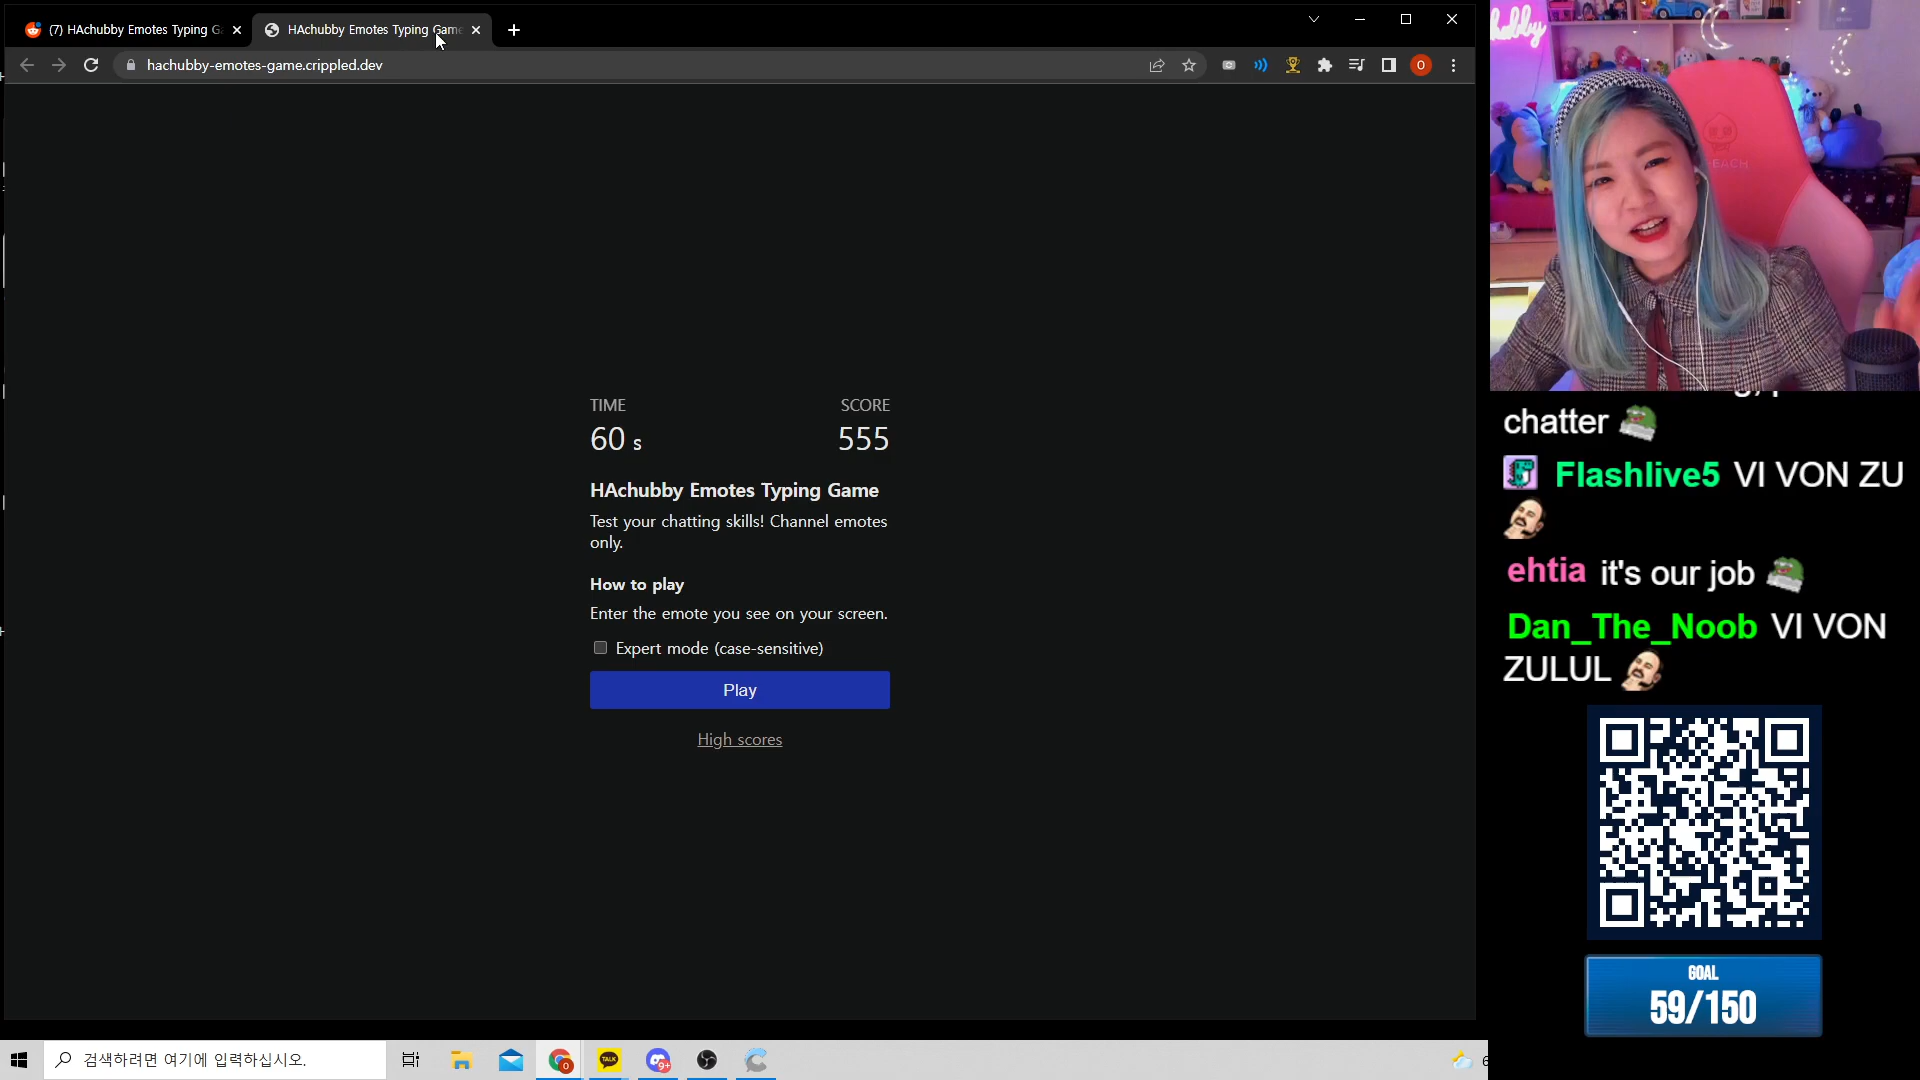 (7) HAchubby Emotes Typing G
HAchubby Emotes Typing Game
hachubby-emotes-game.crippled.dev
TIME
SCORE
60 s
555
HAchubby Emotes Typing Game
Test your chatting skills! Channel emotes
only.
How to play
Enter the emote you see on your screen.
Expert mode (case-sensitive)
Play
High scores
chatter
Flashlive5 VI VON ZU
ehtia it's our job
Dan_The_Noob VI VON
ZULUL
GOAL
59/150
검색하려면 여기에 입력하십시오.
TALK
9+